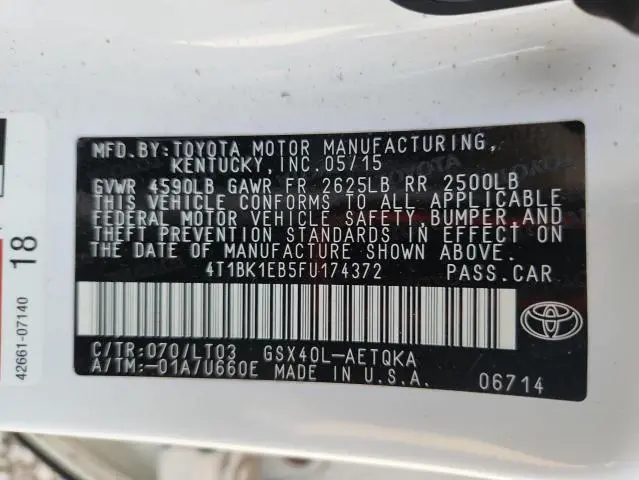 MFD.BY:TOYOTA MOTOR MANUFACTURING,
KENTUCKY, INC. 05/15
GVWR 4590LB GAWR FR 2625LB RR 2500LB
THIS VEHICLE CONFORMS TO ALL APPLICABLE
FEDERAL MOTOR VEHICLE SAFETY, BUMPER, AND
THEFT PREVENTION STANDARDS IN EFFECT ON
THE DATE OF MANUFACTURE SHOWN ABOVE.
4T1BK1EB5FU174372 PASS.CAR
C/TR:070/LT03 GSX40L-AETQKA
A/TM:-01A/U660E MADE IN U.S.A. 06714
18
42661-07140